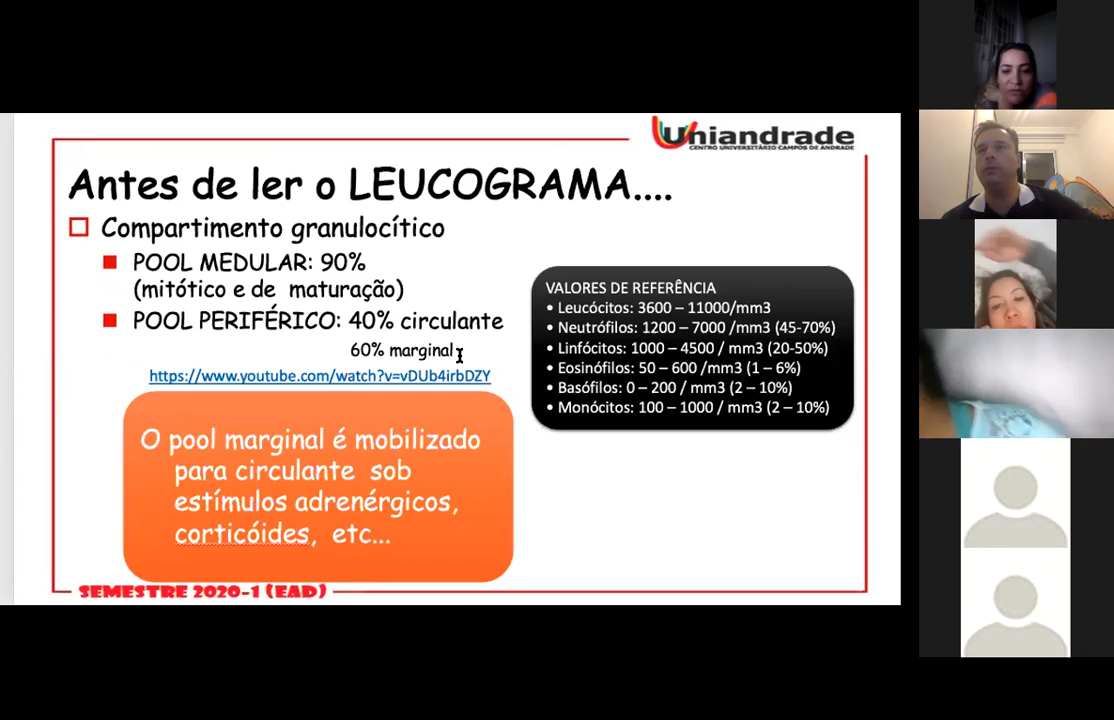 Uniandrade
CENTRO UNIVERSITÁRIO CAMPOS DE ANDRADE
Antes de ler o LEUCOGRAMA....
Compartimento granulocítico
POOL MEDULAR: 90%
(mitótico e de maturação)
POOL PERIFÉRICO: 40% circulante
60% marginal
https://www.youtube.com/watch?v=vDUb4irbDZY
O pool marginal é mobilizado
para circulante sob
estímulos adrenérgicos,
corticóides, etc...
VALORES DE REFERÊNCIA
• Leucócitos: 3600 – 11000/mm3
• Neutrófilos: 1200 – 7000 /mm3 (45-70%)
• Linfócitos: 1000 – 4500 / mm3 (20-50%)
• Eosinófilos: 50 – 600 /mm3 (1 – 6%)
• Basófilos: 0 – 200 / mm3 (2 – 10%)
• Monócitos: 100 – 1000 / mm3 (2 – 10%)
SEMESTRE 2020-1 (EAD)